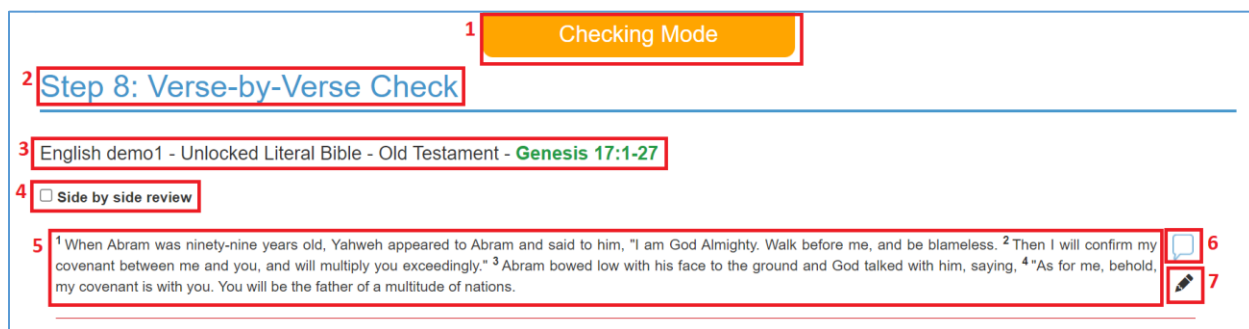 1 Checking Mode
2 Step 8: Verse-by-Verse Check
3 English demo1 - Unlocked Literal Bible - Old Testament - Genesis 17:1-27
4 Side by side review
5 1 When Abram was ninety-nine years old, Yahweh appeared to Abram and said to him, "I am God Almighty. Walk before me, and be blameless. 2 Then I will confirm my 6
covenant between me and you, and will multiply you exceedingly." 3 Abram bowed low with his face to the ground and God talked with him, saying, 4 "As for me, behold,
my covenant is with you. You will be the father of a multitude of nations. 7